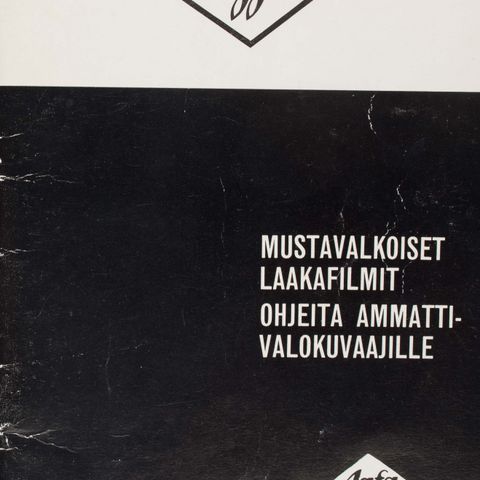 MUSTAVALKOISET
LAAKAFILMIT
OHJEITA AMMATTI-
VALOKUVAAJILLE